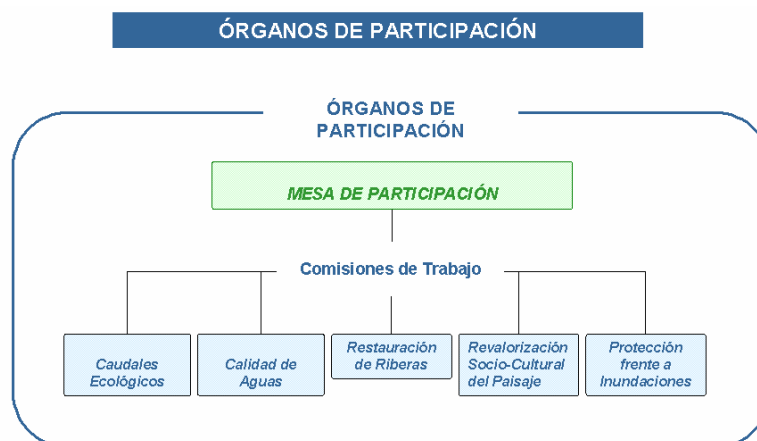 ÓRGANOS DE PARTICIPACIÓN
ÓRGANOS DE
PARTICIPACIÓN
MESA DE PARTICIPACIÓN
Comisiones de Trabajo
Caudales
Ecológicos
Calidad de
Aguas
Restauración
de Riberas
Revalorización
Socio-Cultural
del Paisaje
Protección
frente a
Inundaciones